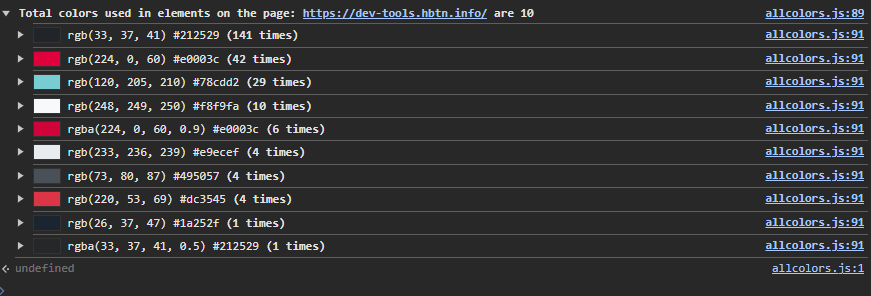 Total colors used in elements on the page: https://dev-tools.hbtn.info/ are 10 allcolors.js:89
rgb(33, 37, 41) #212529 (141 times) allcolors.js:91
rgb(224, 0, 60) #e0003c (42 times) allcolors.js:91
rgb(120, 205, 210) #78cdd2 (29 times) allcolors.js:91
rgb(248, 249, 250) #f8f9fa (10 times) allcolors.js:91
rgba(224, 0, 60, 0.9) #e0003c (6 times) allcolors.js:91
rgb(233, 236, 239) #e9ecef (4 times) allcolors.js:91
rgb(73, 80, 87) #495057 (4 times) allcolors.js:91
rgb(220, 53, 69) #dc3545 (4 times) allcolors.js:91
rgb(26, 37, 47) #1a252f (1 times) allcolors.js:91
rgba(33, 37, 41, 0.5) #212529 (1 times) allcolors.js:91
undefined allcolors.js:1